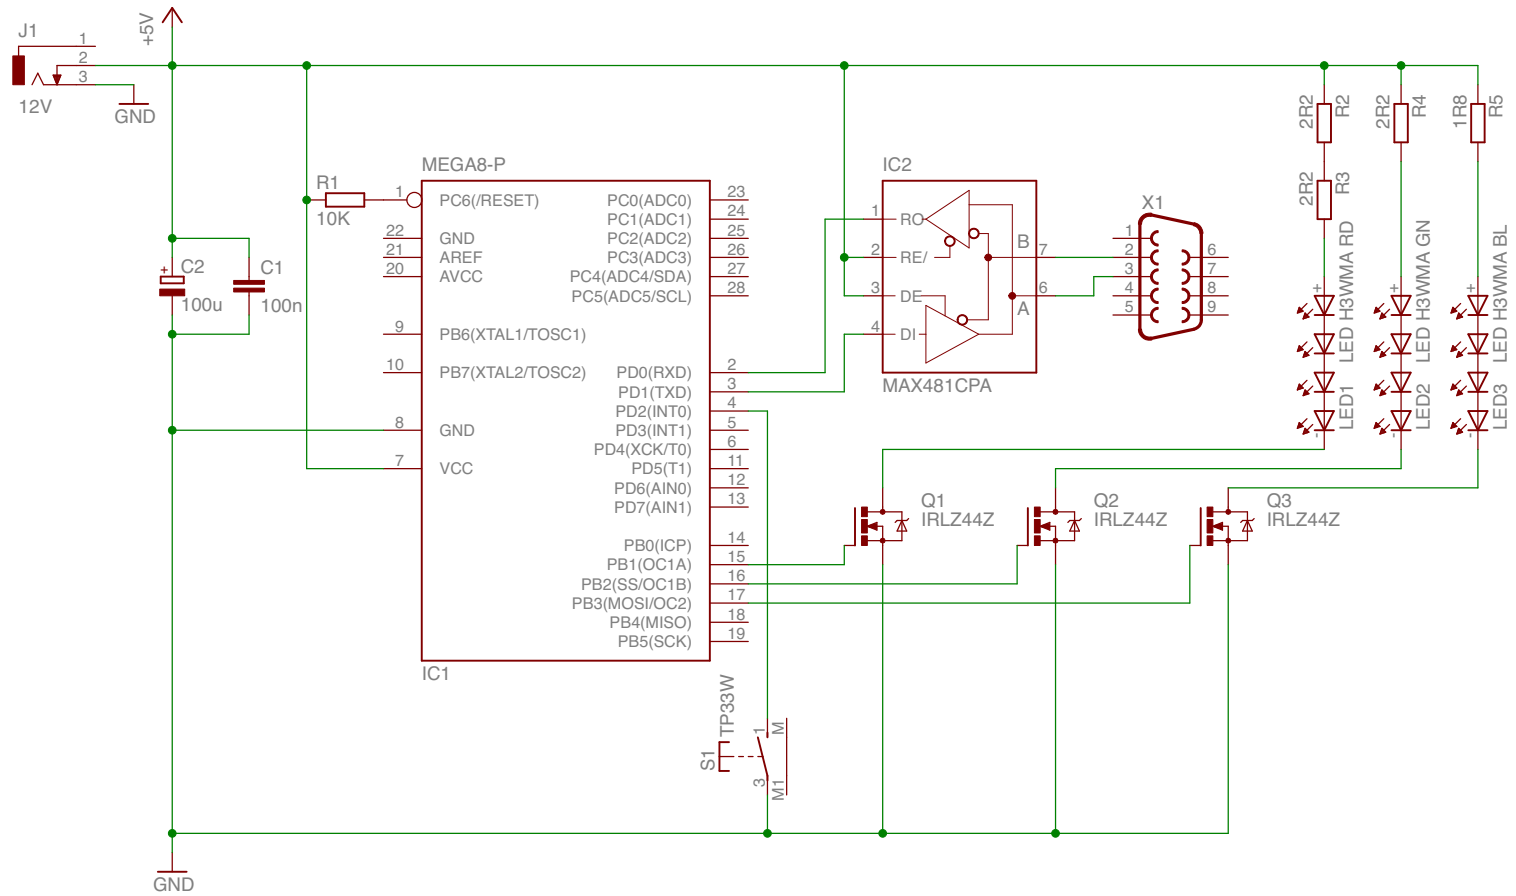 J1
1
2
3
12V
GND
+5V
C2
+
100u
C1
100n
R1
10K
MEGA8-P
1 PC6(/RESET)
22 GND
21 AREF
20 AVCC
9 PB6(XTAL1/TOSC1)
10 PB7(XTAL2/TOSC2)
8 GND
7 VCC
PC0(ADC0) 23
PC1(ADC1) 24
PC2(ADC2) 25
PC3(ADC3) 26
PC4(ADC4/SDA) 27
PC5(ADC5/SCL) 28
PD0(RXD) 2
PD1(TXD) 3
PD2(INT0) 4
PD3(INT1) 5
PD4(XCK/T0) 6
PD5(T1) 11
PD6(AIN0) 12
PD7(AIN1) 13
PB0(ICP) 14
PB1(OC1A) 15
PB2(SS/OC1B) 16
PB3(MOSI/OC2) 17
PB4(MISO) 18
PB5(SCK) 19
IC1
IC2
1 RO
2 RE/
3 DE
4 DI
B 7
A 6
MAX481CPA
X1
1
2
3
4
5
6
7
8
9
2R2 R2
2R2 R3
2R2 R4
1R8 R5
+
-
LED1 LED H3WMA RD
+
-
LED2 LED H3WMA GN
+
-
LED3 LED H3WMA BL
Q1
IRLZ44Z
Q2
IRLZ44Z
Q3
IRLZ44Z
S1
TP33W
1
M
3
M1
GND